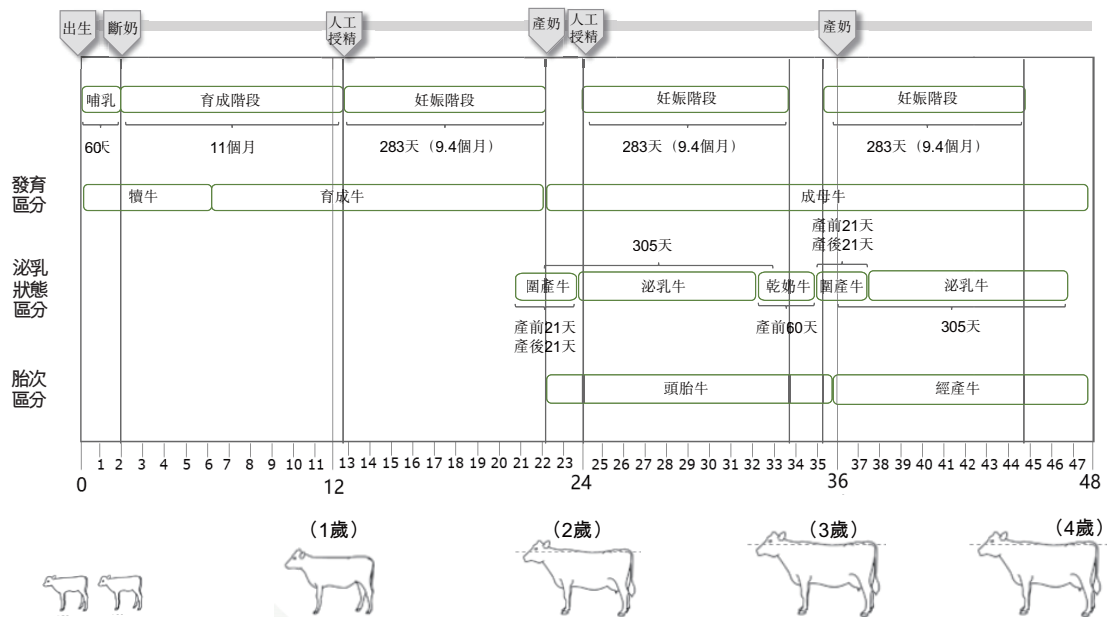 出生
斷奶
人工
授精
產奶
人工
授精
產奶
哺乳
育成階段
妊娠階段
妊娠階段
妊娠階段
60天
11個月
283天（9.4個月）
283天（9.4個月）
283天（9.4個月）
發育
區分
犢牛
育成牛
成母牛
產前21天
產後21天
305天
泌乳
狀態
區分
圍產牛
泌乳牛
乾奶牛
圍產牛
泌乳牛
產前21天
產後21天
產前60天
305天
胎次
區分
頭胎牛
經產牛
1 2 3 4 5 6 7 8 9 10 11 13 14 15 16 17 18 19 20 21 22 23 25 26 27 28 29 30 31 32 33 34 35 37 38 39 40 41 42 43 44 45 46 47
0 12 24 36 48
（1歲） （2歲） （3歲） （4歲）